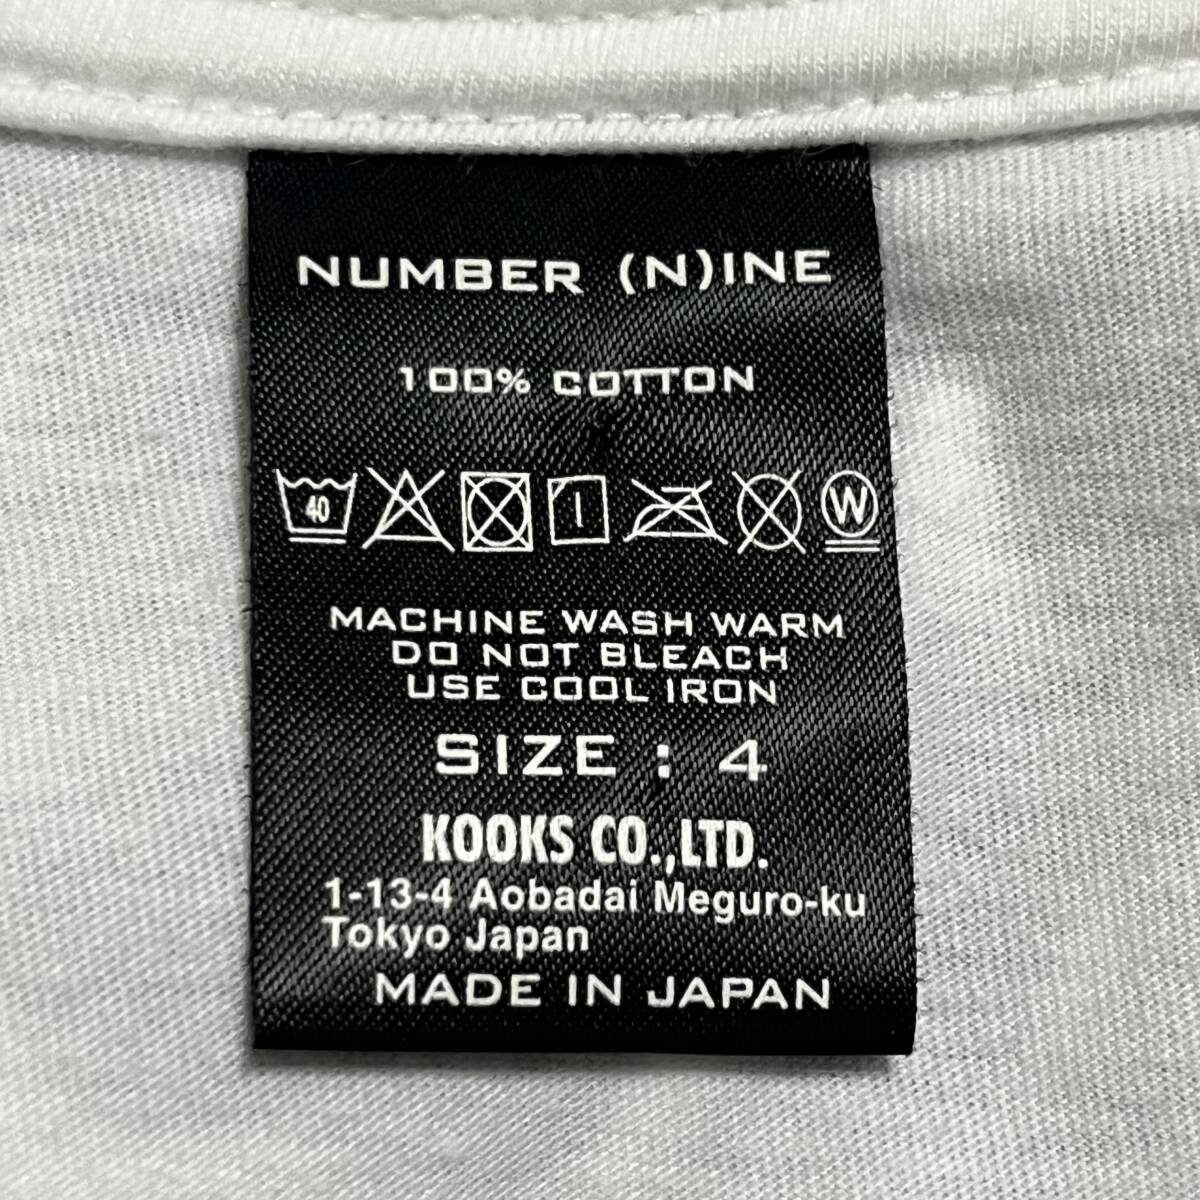 NUMBER (N)INE
100% COTTON
40 W
MACHINE WASH WARM
DO NOT BLEACH
USE COOL IRON
SIZE : 4
KOOKS CO.,LTD.
1-13-4 Aobadai Meguro-ku
Tokyo Japan
MADE IN JAPAN